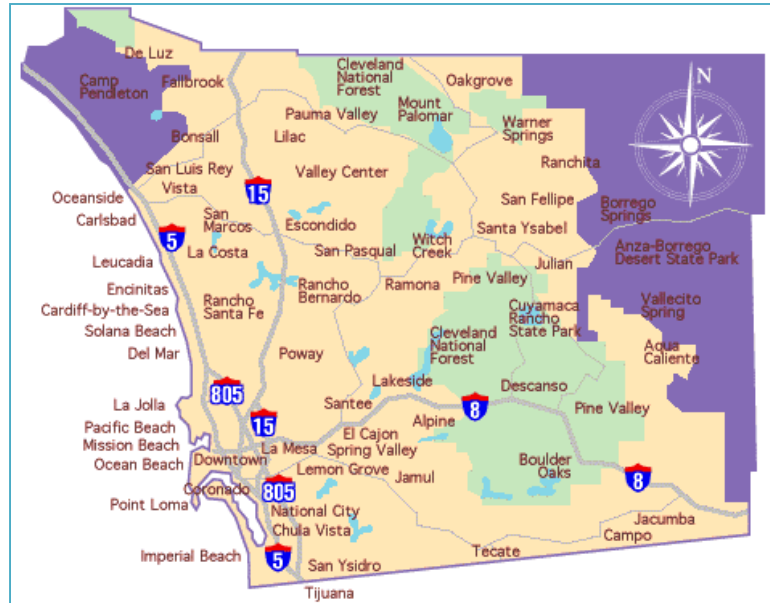 De Luz
Cleveland
National
Forest
Oakgrove
N
Camp
Pendleton
Fallbrook
Mount
Palomar
Pauma Valley
Warner
Springs
Bonsall
Lilac
San Luis Rey
Valley Center
Ranchita
Vista
15
Oceanside
San Fellipe
Borrego
Springs
Carlsbad
San
Marcos
Escondido
Santa Ysabel
5
Witch
Creek
La Costa
San Pasqual
Anza-Borrego
Desert State Park
Leucadia
Julian
Pine Valley
Encinitas
Rancho
Bernardo
Ramona
Cardiff-by-the-Sea
Rancho
Santa Fe
Cuyamaca
Rancho
State Park
Vallecito
Spring
Solana Beach
Cleveland
National
Forest
Del Mar
Poway
Aqua
Caliente
Lakeside
Descanso
805
La Jolla
Santee
8
Pine Valley
15
Pacific Beach
Alpine
El Cajon
Mission Beach
La Mesa
Spring Valley
Ocean Beach
Downtown
Lemon Grove
Boulder
Oaks
Jamul
8
Coronado
805
Point Loma
National City
Jacumba
Chula Vista
Campo
Imperial Beach
5
Tecate
San Ysidro
Tijuana